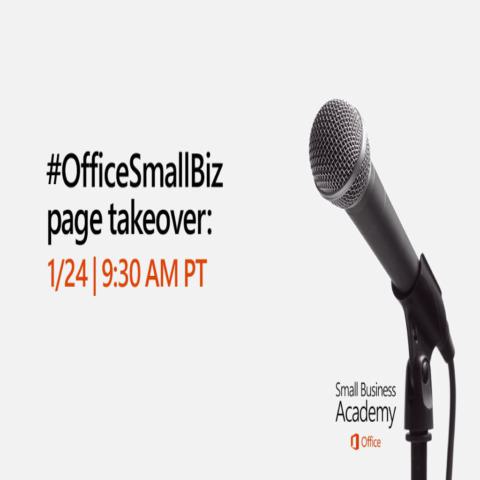 #OfficeSmallBiz
page takeover:
1/24 | 9:30 AM PT
Small Business
Academy
Office